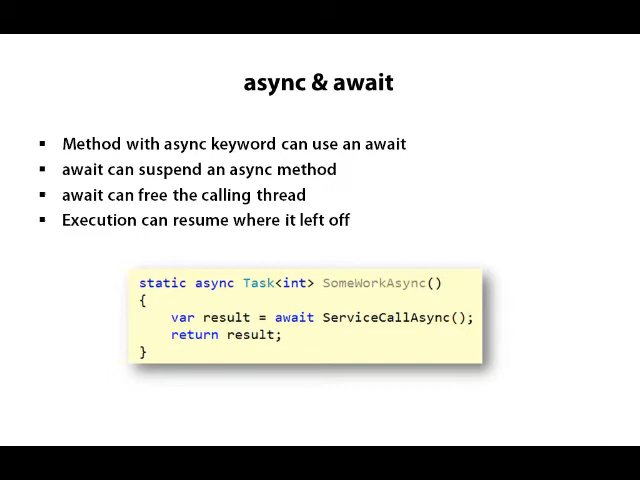 async & await
▪ Method with async keyword can use an await
▪ await can suspend an async method
▪ await can free the calling thread
▪ Execution can resume where it left off
static async Task<int> SomeWorkAsync()
{
    var result = await ServiceCallAsync();
    return result;
}